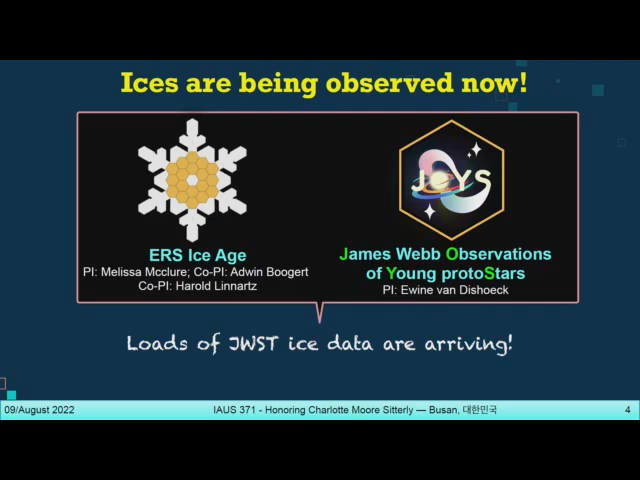 Ices are being observed now!
JOYS
ERS Ice Age
PI: Melissa Mcclure; Co-PI: Adwin Boogert
Co-PI: Harold Linnartz
James Webb Observations
of Young protoStars
PI: Ewine van Dishoeck
Loads of JWST ice data are arriving!
09/August 2022
IAUS 371 - Honoring Charlotte Moore Sitterly — Busan, 대한민국
4